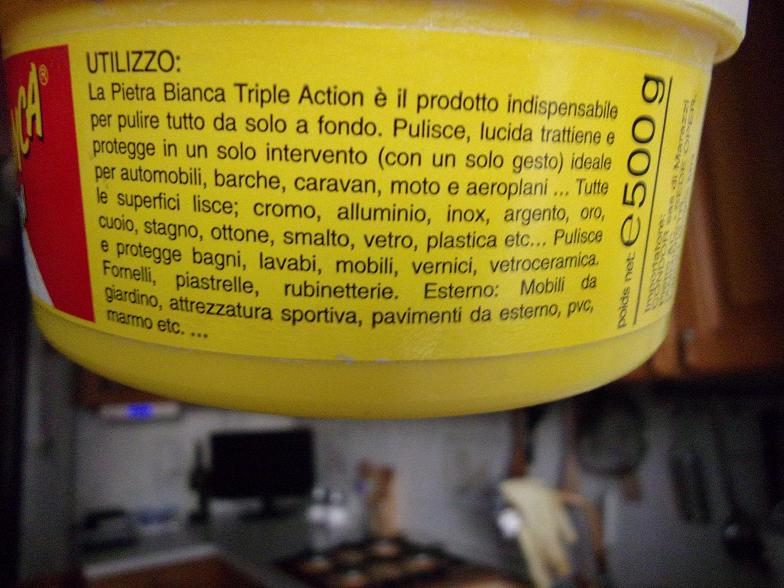 UTILIZZO:
La Pietra Bianca Triple Action è il prodotto indispensabile
per pulire tutto da solo a fondo. Pulisce, lucida trattiene e
protegge in un solo intervento (con un solo gesto) ideale
per automobili, barche, caravan, moto e aeroplani ... Tutte
le superfici lisce; cromo, alluminio, inox, argento, oro,
cuoio, stagno, ottone, smalto, vetro, plastica etc... Pulisce
e protegge bagni, lavabi, mobili, vernici, vetroceramica.
Fornelli, piastrelle, rubinetterie. Esterno: Mobili da
giardino, attrezzatura sportiva, pavimenti da esterno, pvc,
marmo etc. ...
poids net: e 500 g